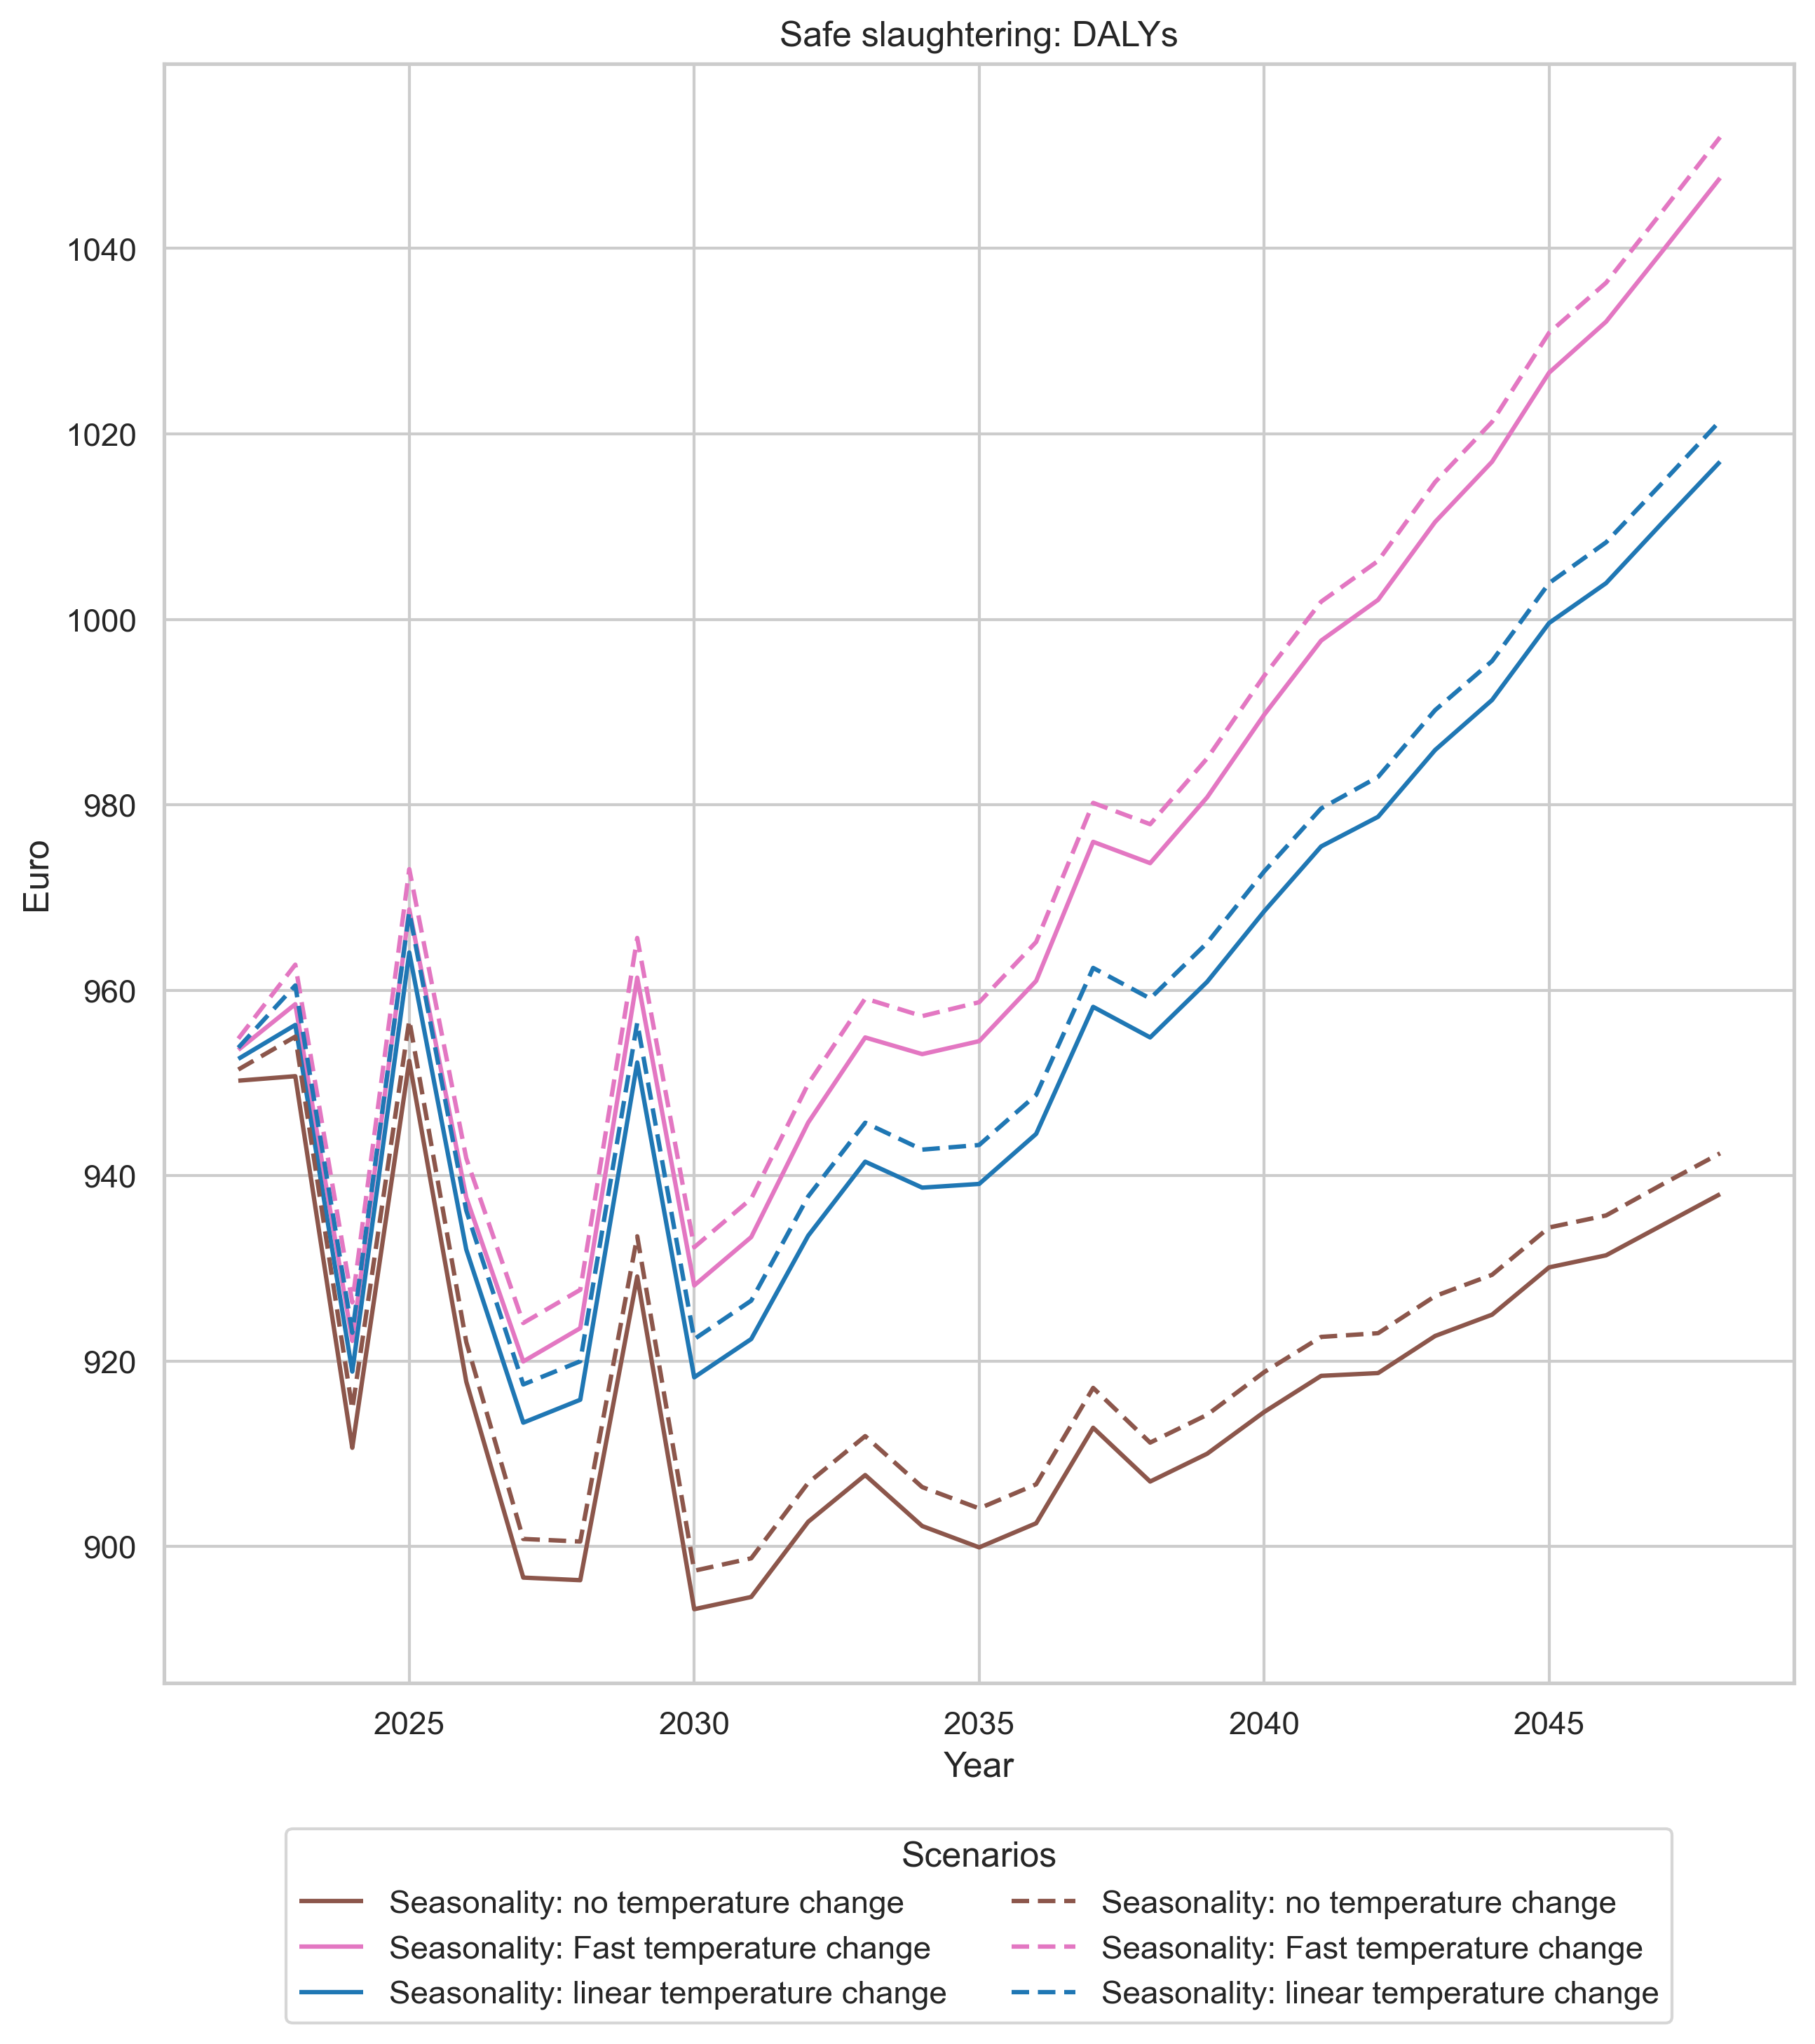 Safe slaughtering: DALYs
1040
1020
1000
980
960
940
920
900
Euro
2025 2030 2035 2040 2045
Year
Scenarios
Seasonality: no temperature change Seasonality: no temperature change
Seasonality: Fast temperature change Seasonality: Fast temperature change
Seasonality: linear temperature change Seasonality: linear temperature change